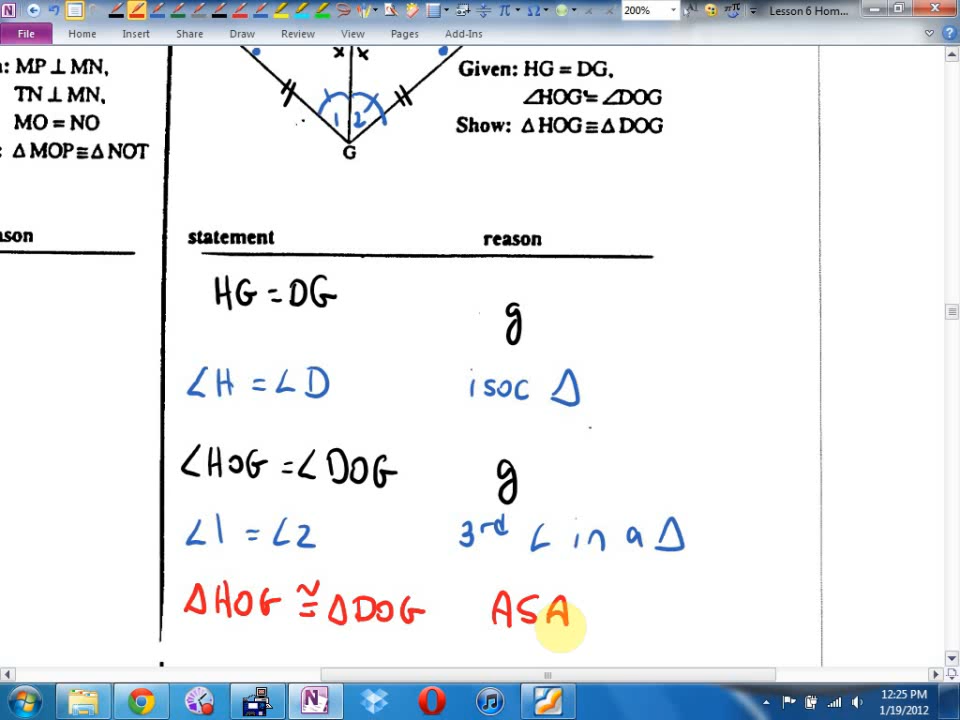 200%
Lesson 6 Hom...
File Home Insert Draw Review View Pages Add-Ins
: MP ⊥ MN,
TN ⊥ MN,
MO = NO
: Δ MOP ≅ Δ NOT
x x
1 2
G
Given: HG = DG,
∠HOG = ∠DOG
Show: Δ HOG ≅ Δ DOG
statement reason
HG = DG g
∠H = ∠D isoc Δ
∠HOG = ∠DOG g
∠1 = ∠2 3rd ∠ in a Δ
ΔHOG ≅ ΔDOG ASA
12:25 PM
1/19/2012